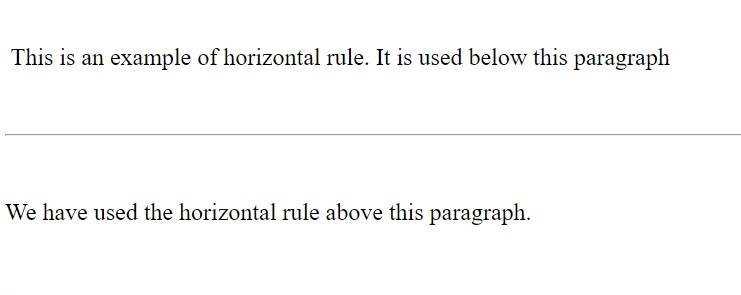 This is an example of horizontal rule. It is used below this paragraph
We have used the horizontal rule above this paragraph.